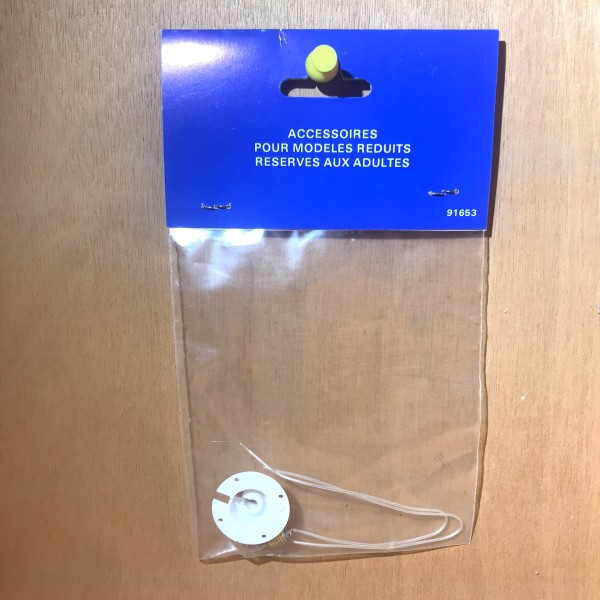 ACCESSOIRES
POUR MODELES REDUITS
RESERVES AUX ADULTES
91653